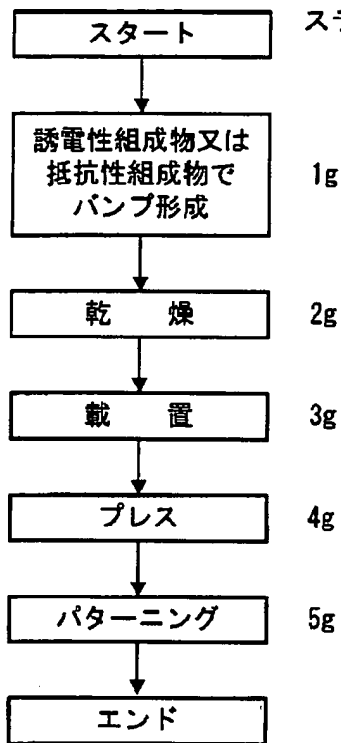 スタート
誘電性組成物又は
抵抗性組成物で
バンプ形成
1g
乾 燥
2g
載 置
3g
プレス
4g
パターニング
5g
エンド